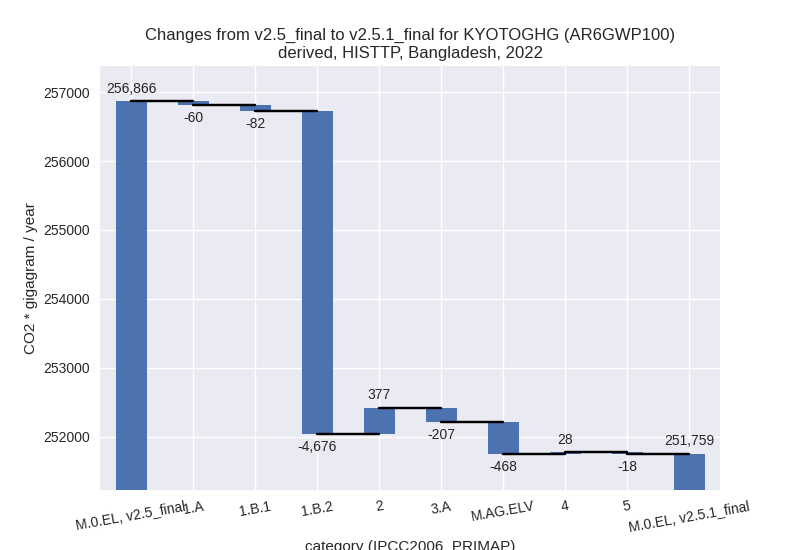 Changes from v2.5_final to v2.5.1_final for KYOTOGHG (AR6GWP100)
derived, HISTTP, Bangladesh, 2022
257000
256000
255000
254000
253000
252000
CO2 * gigagram / year
256,866
-60
-82
-4,676
377
-207
-468
28
-18
251,759
M.0.EL, v2.5_final
1.A
1.B.1
1.B.2
2
3.A
M.AG.ELV
4
5
M.0.EL, v2.5.1_final
category (IPCC2006_PRIMAP)